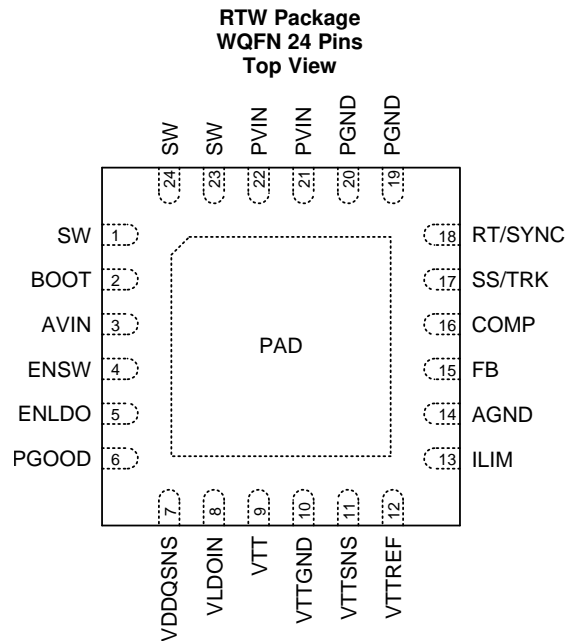 RTW Package
WQFN 24 Pins
Top View
SW SW PVIN PVIN PGND PGND
24 23 22 21 20 19
SW 1
BOOT 2
AVIN 3
ENSW 4
ENLDO 5
PGOOD 6
PAD
18 RT/SYNC
17 SS/TRK
16 COMP
15 FB
14 AGND
13 ILIM
7 8 9 10 11 12
VDDQSNS VLDOIN VTT VTTGND VTTSNS VTTREF